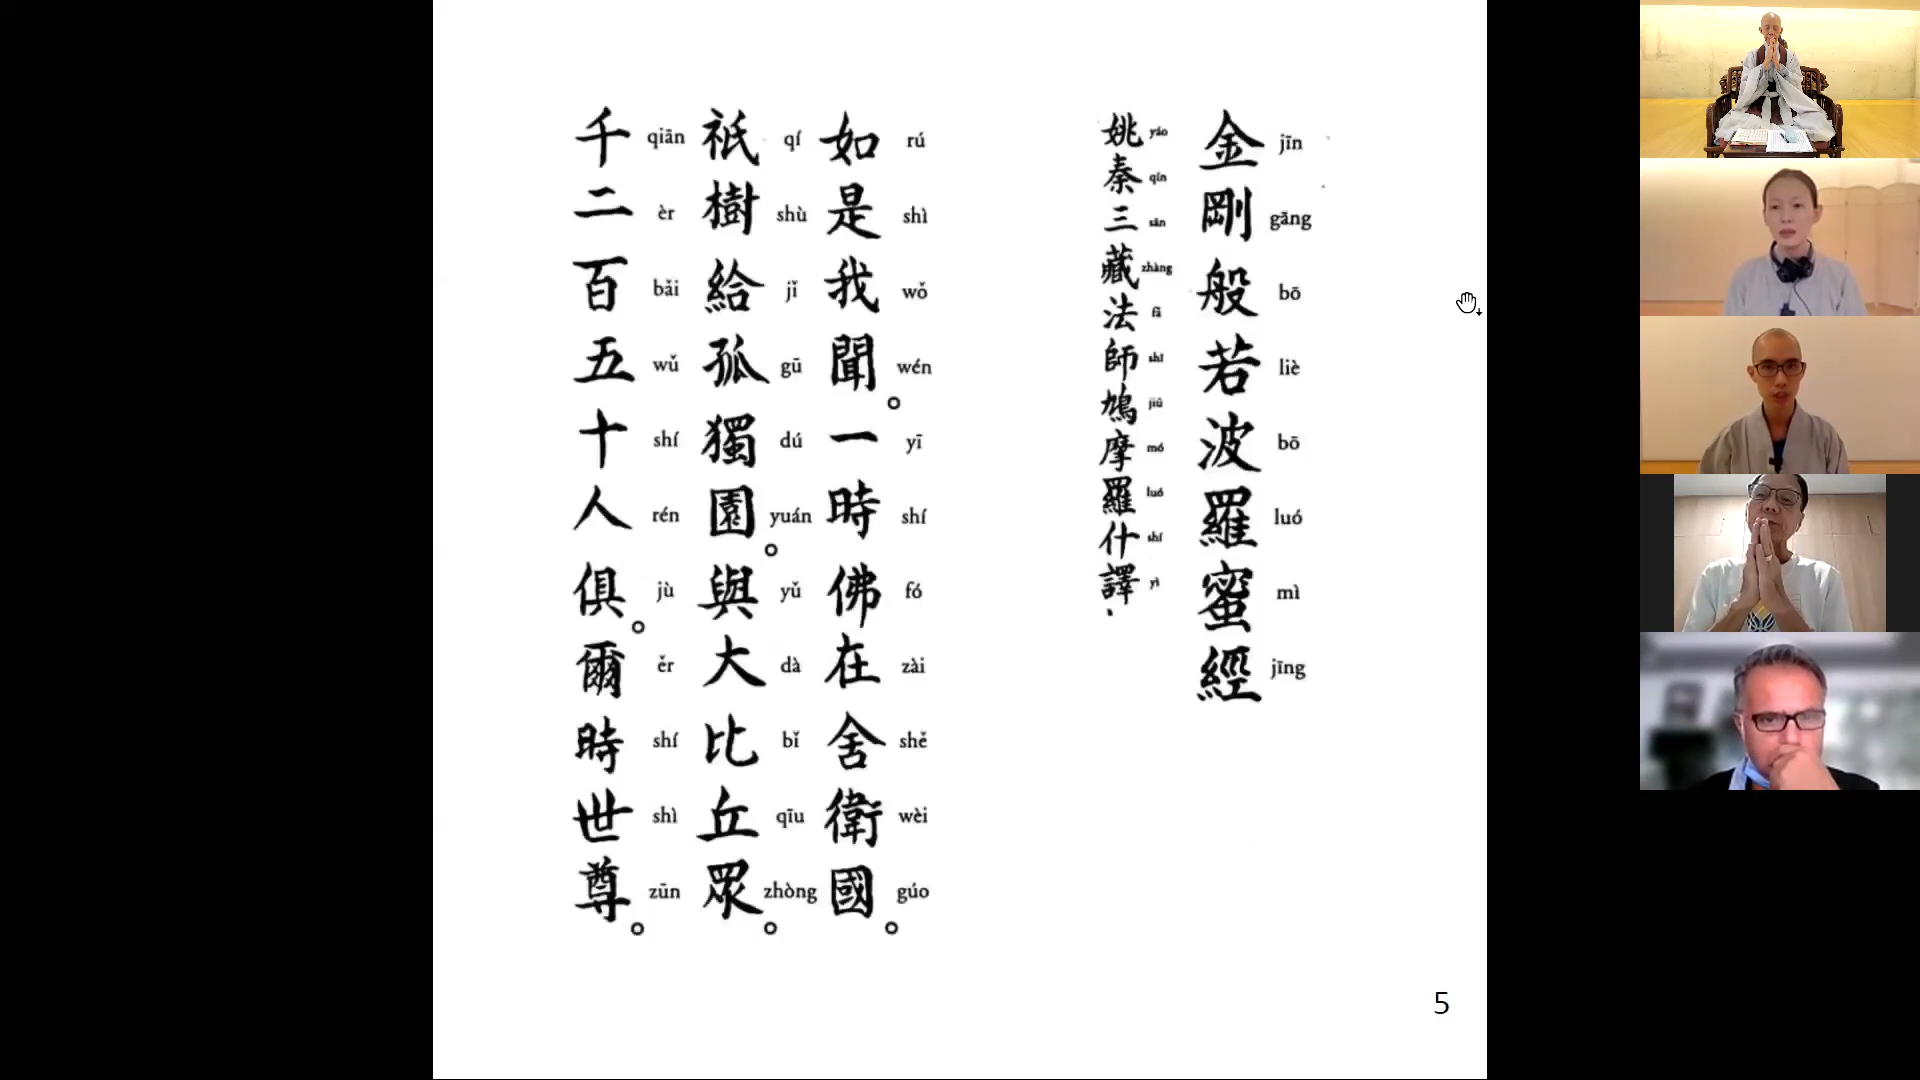 金剛般若波羅蜜經
jīn gāng bō liè bō luó mì jīng
姚秦三藏法師鳩摩羅什譯
yáo qín sān zhàng fǎ shī jiū mó luó shí yì
如是我聞。一時佛在舍衛國。
rú shì wǒ wén yī shí fó zài shě wèi gúo
祇樹給孤獨園。與大比丘眾。
qí shù jǐ gū dú yuán yǔ dà bǐ qīu zhòng
千二百五十人俱。爾時世尊。
qiān èr bǎi wǔ shí rén jù ěr shí shì zūn
5